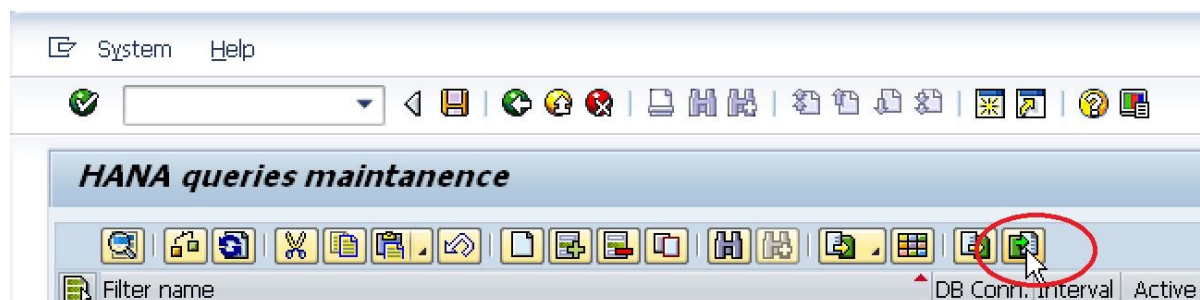 System Help
HANA queries maintanence
Filter name DB Conn. Interval Active